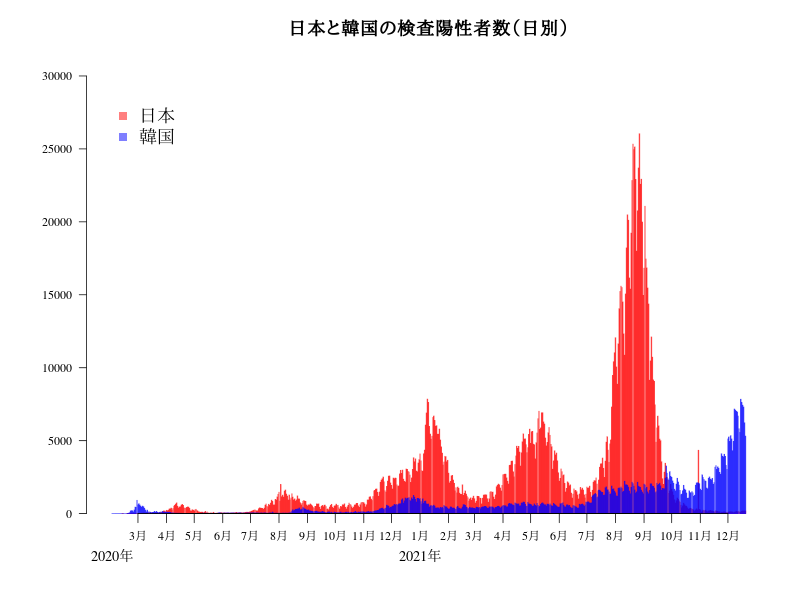 日本と韓国の検査陽性者数（日別）
30000
25000
20000
15000
10000
5000
0
日本
韓国
3月 4月 5月 6月 7月 8月 9月 10月 11月 12月 1月 2月 3月 4月 5月 6月 7月 8月 9月 10月 11月 12月
2020年 2021年